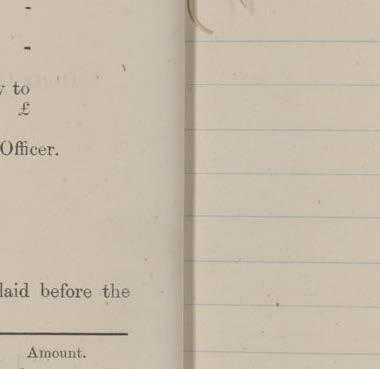 -
-
y to
£
Officer.
laid before the
Amount.